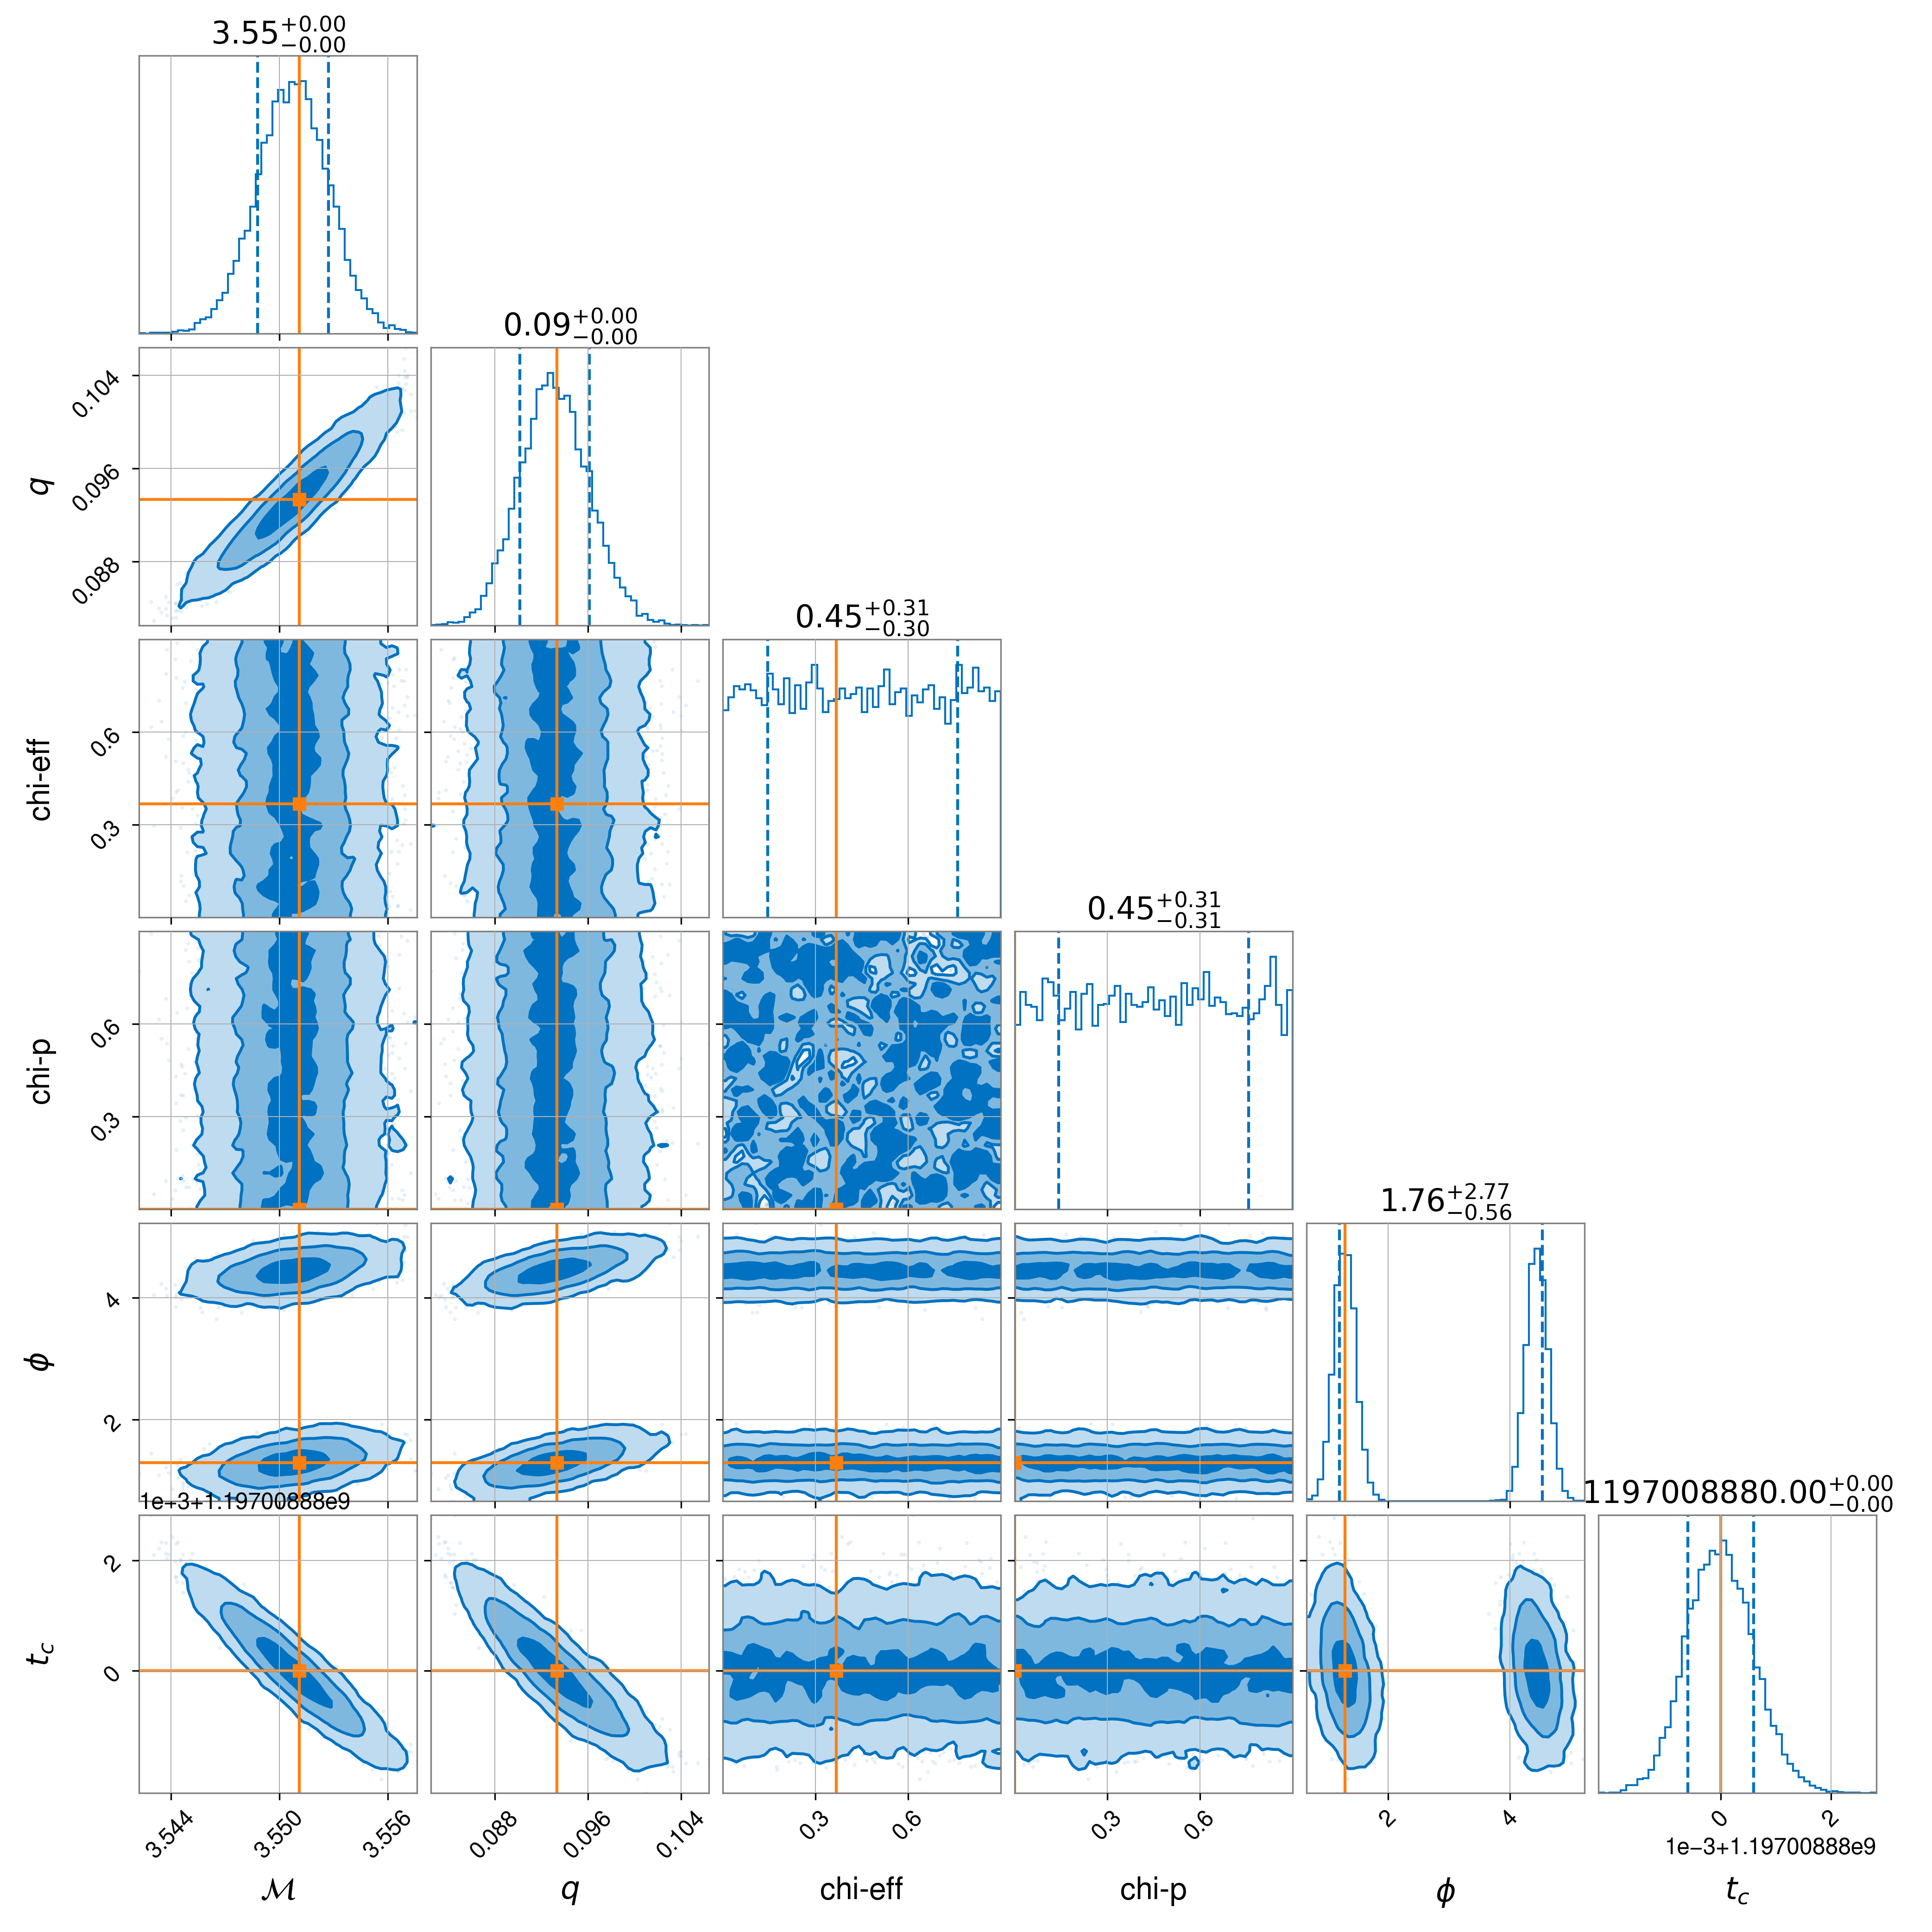 3.55+0.00−0.00
0.09+0.00−0.00
0.104
0.096
0.088
q
0.45+0.31−0.30
0.6
0.3
chi-eff
0.45+0.31−0.31
0.6
0.3
chi-p
1.76+2.77−0.56
4
2
ϕ
1e−3+1.19700888e9
1197008880.00+0.00−0.00
2
0
t_c
3.544
3.550
3.556
0.088
0.096
0.104
0.3
0.6
0.3
0.6
2
4
0
2
1e−3+1.19700888e9
ℳ
q
chi-eff
chi-p
ϕ
t_c